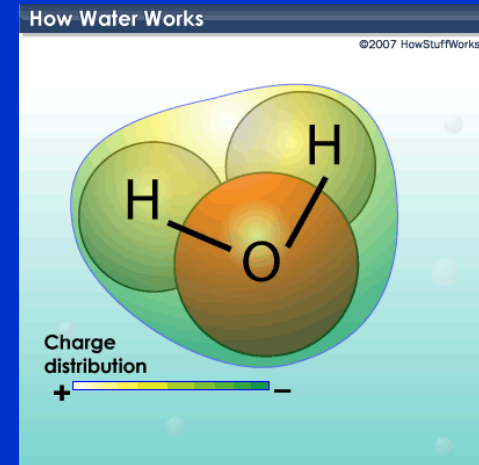 How Water Works
©2007 HowStuffWorks
H
H
O
Charge
distribution
+ −